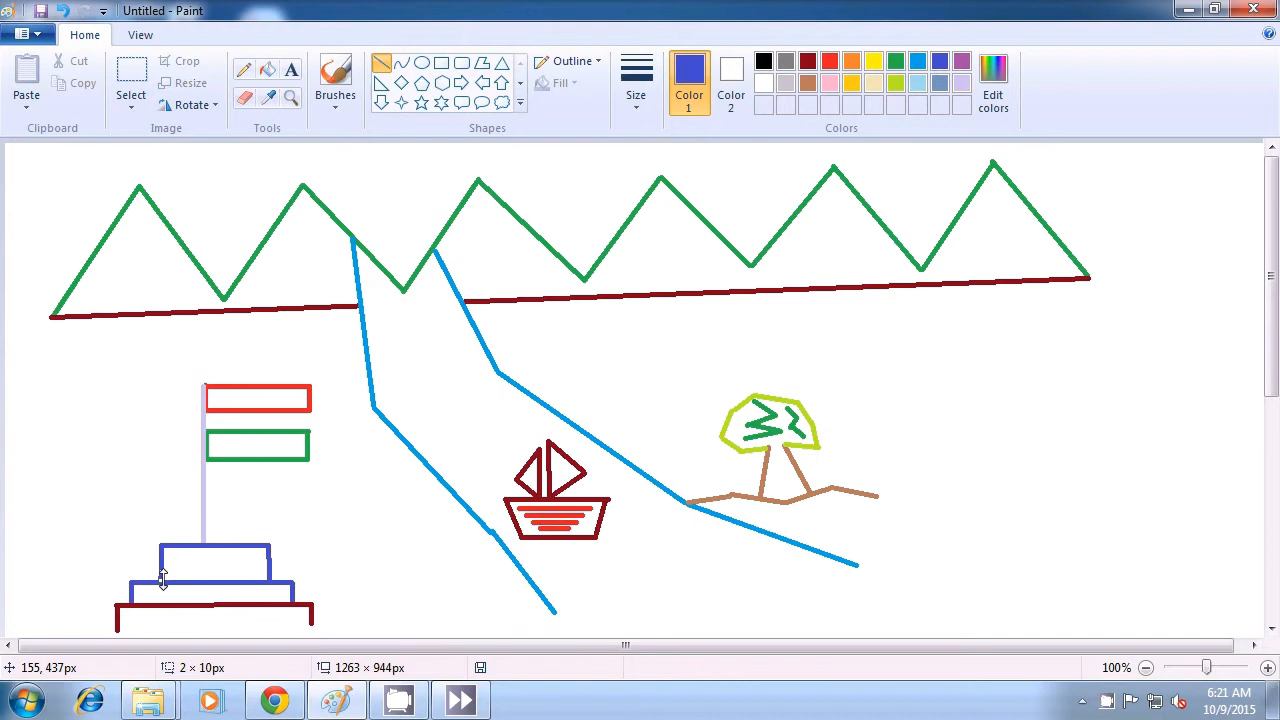 Untitled - Paint
Home View
Paste
Cut
Copy
Clipboard
Select
Crop
Resize
Rotate
Image
A
Tools
Brushes
Shapes
Outline
Fill
Size
Color 1
Color 2
Edit colors
Colors
155, 437px
2 × 10px
1263 × 944px
100%
6:21 AM
10/9/2015